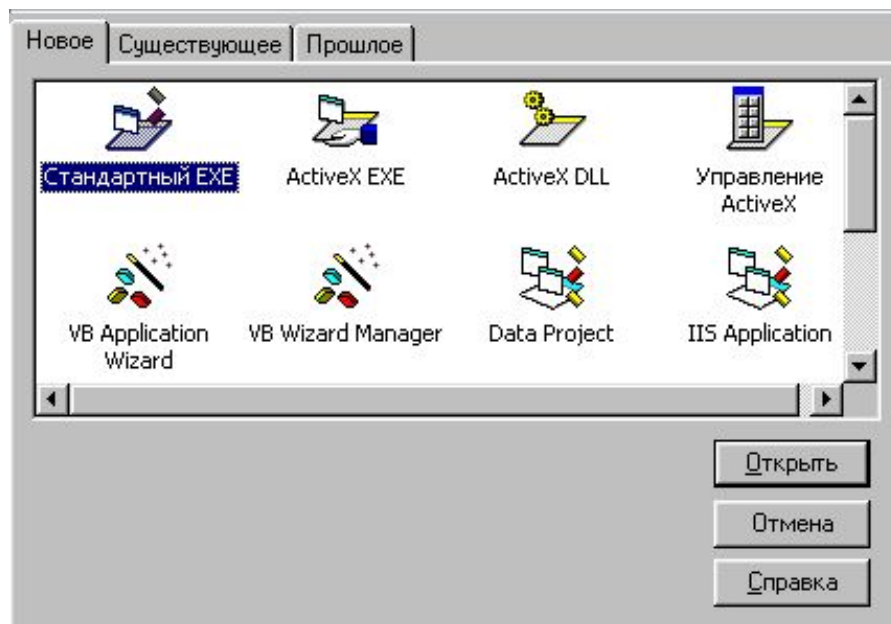 Новое Существующее Прошлое
Стандартный EXE ActiveX EXE ActiveX DLL Управление
ActiveX
VB Application VB Wizard Manager Data Project IIS Application
Wizard
Открыть
Отмена
Справка